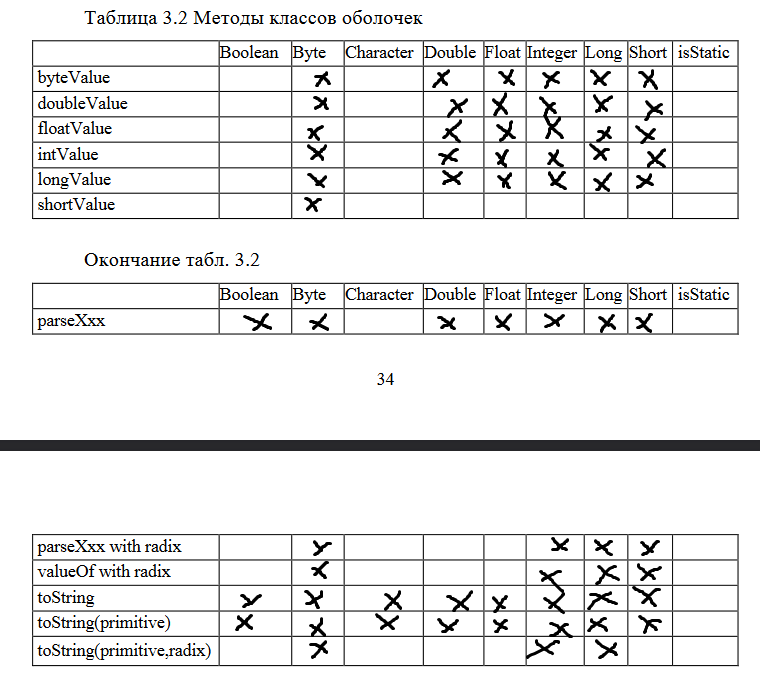 Таблица 3.2 Методы классов оболочек
Boolean Byte Character Double Float Integer Long Short isStatic
byteValue x x x x x x
doubleValue x x x x x x
floatValue x x x x x x
intValue x x x x x x
longValue x x x x x x
shortValue x
Окончание табл. 3.2
Boolean Byte Character Double Float Integer Long Short isStatic
parseXxx x x x x x x x
34
parseXxx with radix x x x x
valueOf with radix x x x x
toString x x x x x x x x
toString(primitive) x x x x x x x x
toString(primitive,radix) x x x